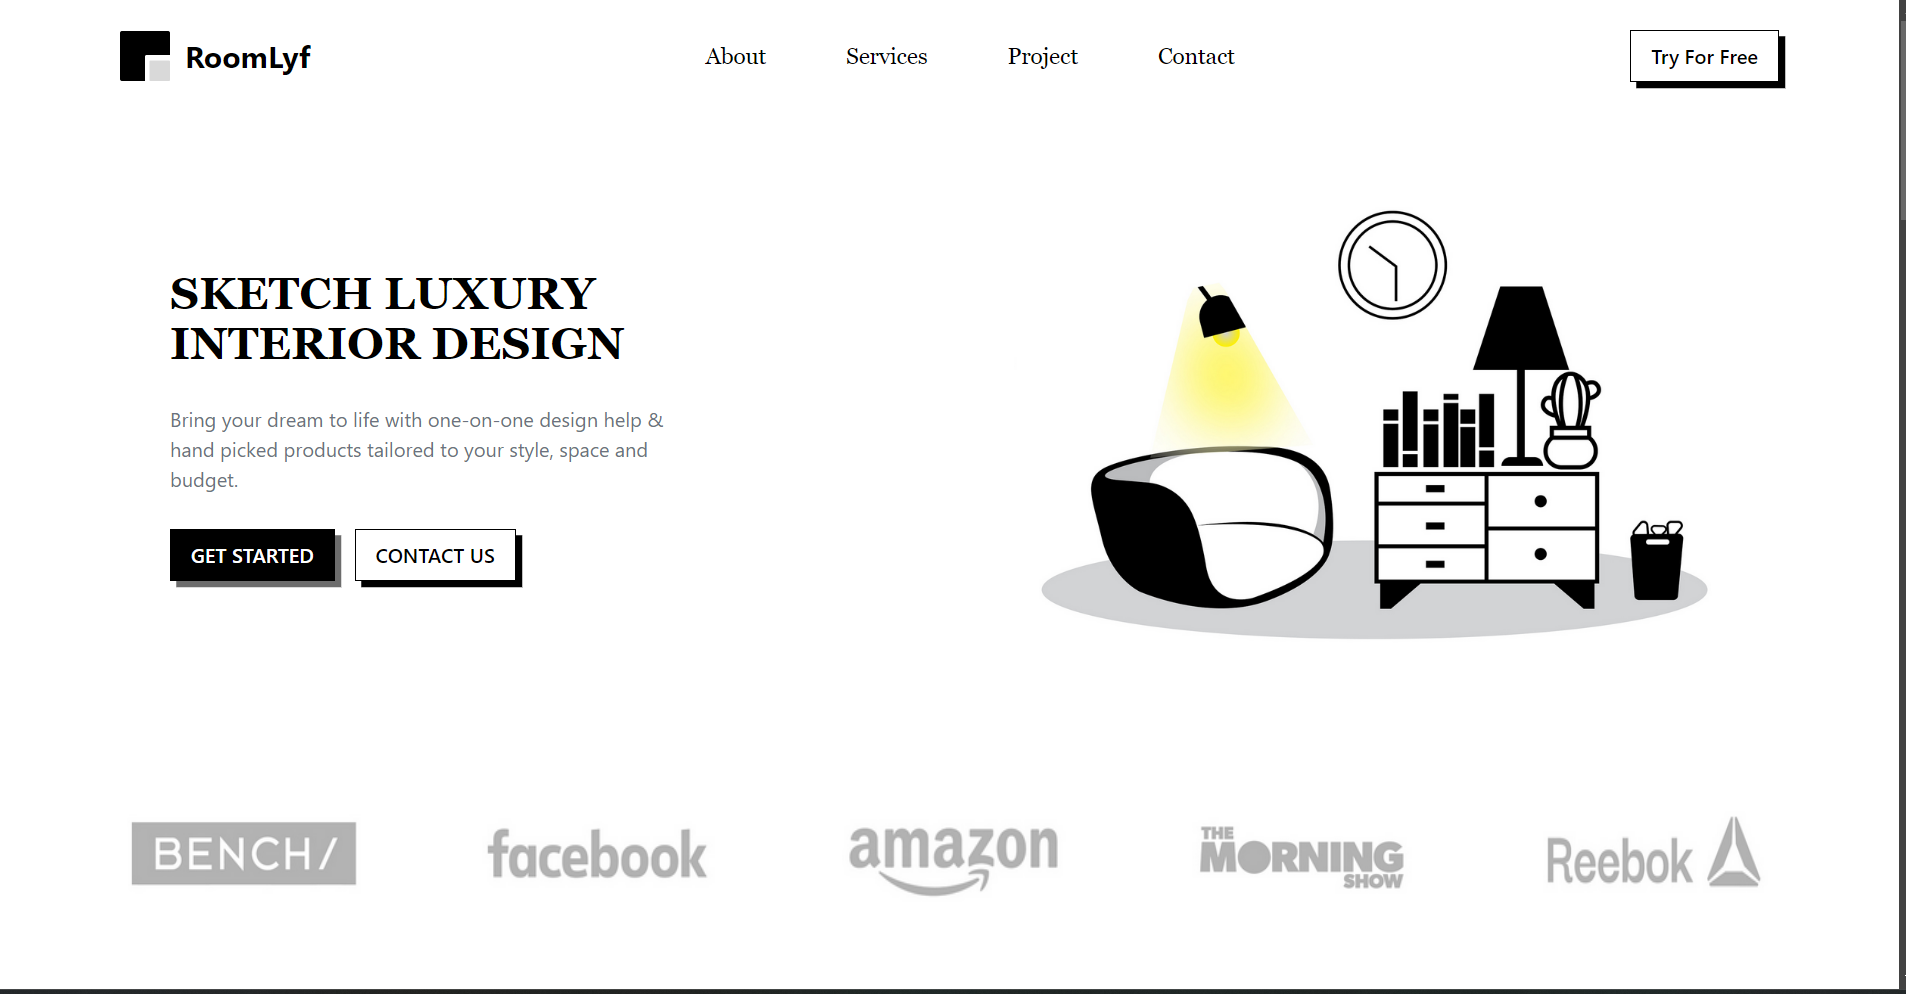 RoomLyf
About
Services
Project
Contact
Try For Free
SKETCH LUXURY
INTERIOR DESIGN
Bring your dream to life with one-on-one design help &
hand picked products tailored to your style, space and
budget.
GET STARTED
CONTACT US
BENCH/
facebook
amazon
THE
MORNING
SHOW
Reebok